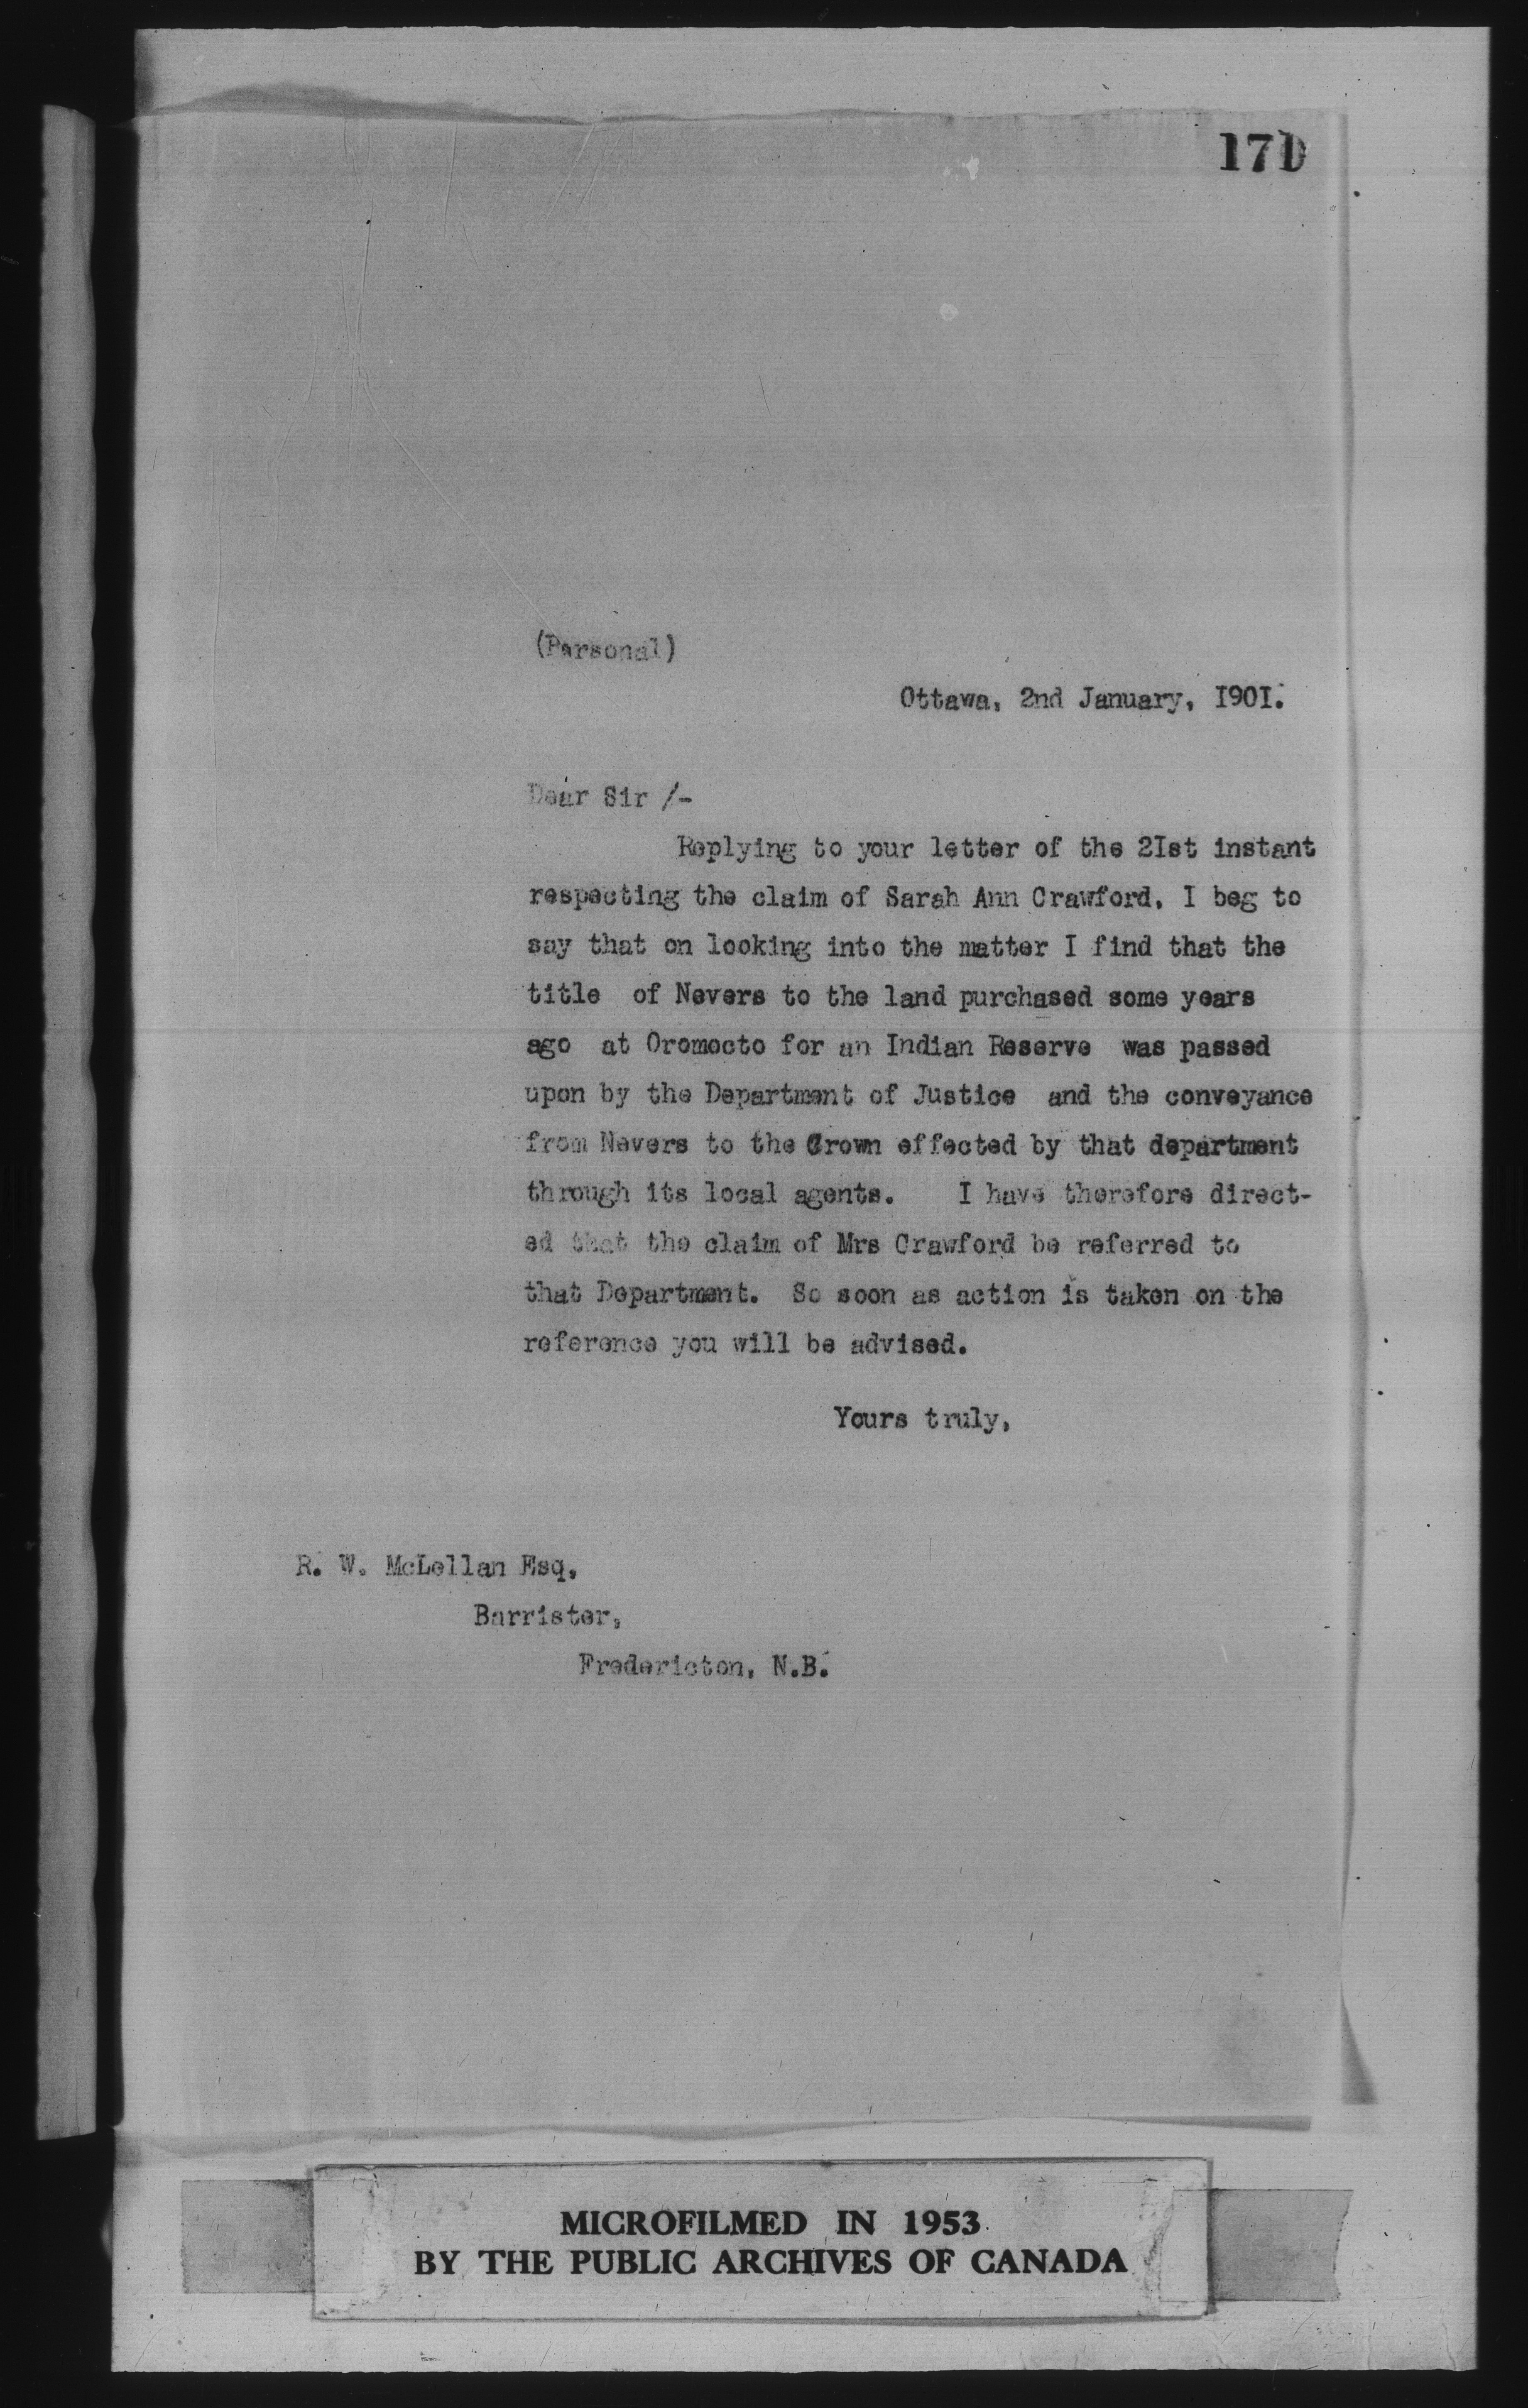 171
(Personal)
Ottawa, 2nd January, I90I.
Dear Sir /-
Replying to your letter of the 2Ist instant
respecting the claim of Sarah Ann Crawford, I beg to
say that on looking into the matter I find that the
title of Nevers to the land purchased some years
ago at Oromocto for an Indian Reserve was passed
upon by the Department of Justice and the conveyance
from Nevers to the Crown effected by that department
through its local agents. I have therefore direct-
ed that the claim of Mrs Crawford be referred to
that Department. So soon as action is taken on the
reference you will be advised.
Yours truly,
R. W. McLellan Esq,
Barrister,
Fredericton, N.B.
MICROFILMED IN 1953
BY THE PUBLIC ARCHIVES OF CANADA